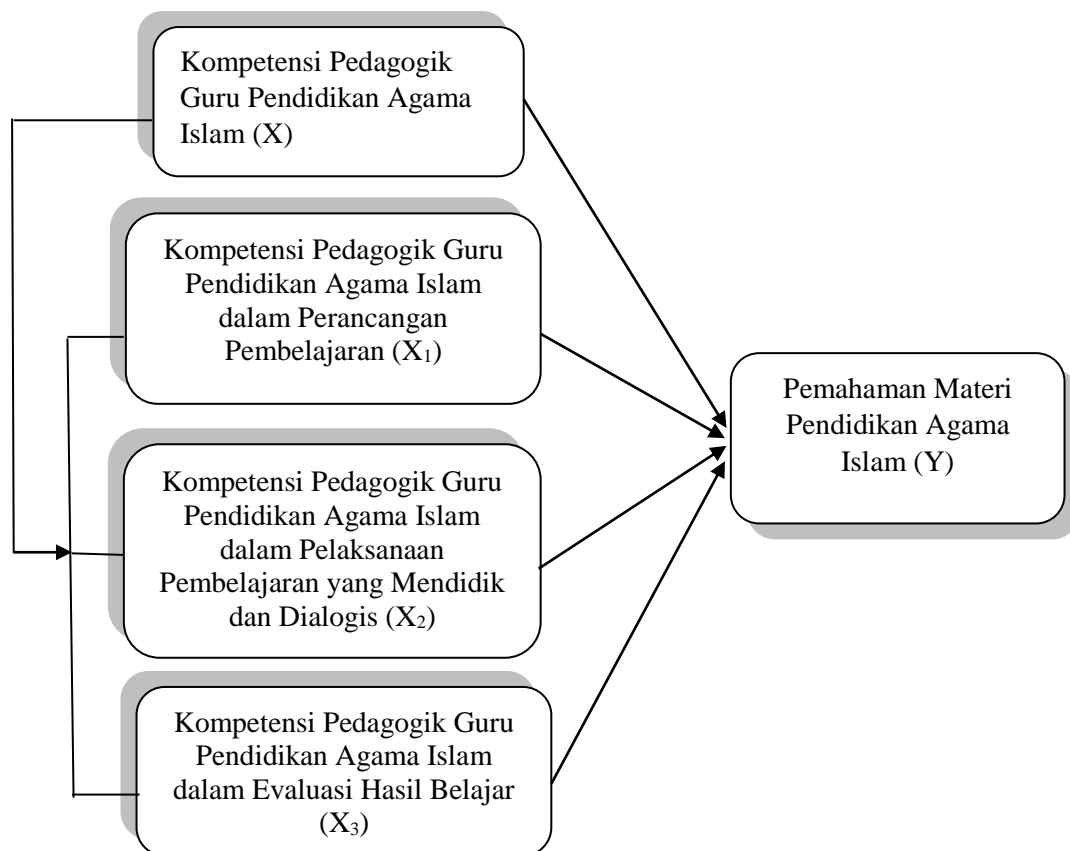 Kompetensi Pedagogik
Guru Pendidikan Agama
Islam (X)
Kompetensi Pedagogik Guru
Pendidikan Agama Islam
dalam Perancangan
Pembelajaran (X₁)
Kompetensi Pedagogik Guru
Pendidikan Agama Islam
dalam Pelaksanaan
Pembelajaran yang Mendidik
dan Dialogis (X₂)
Kompetensi Pedagogik Guru
Pendidikan Agama Islam
dalam Evaluasi Hasil Belajar
(X₃)
Pemahaman Materi
Pendidikan Agama
Islam (Y)